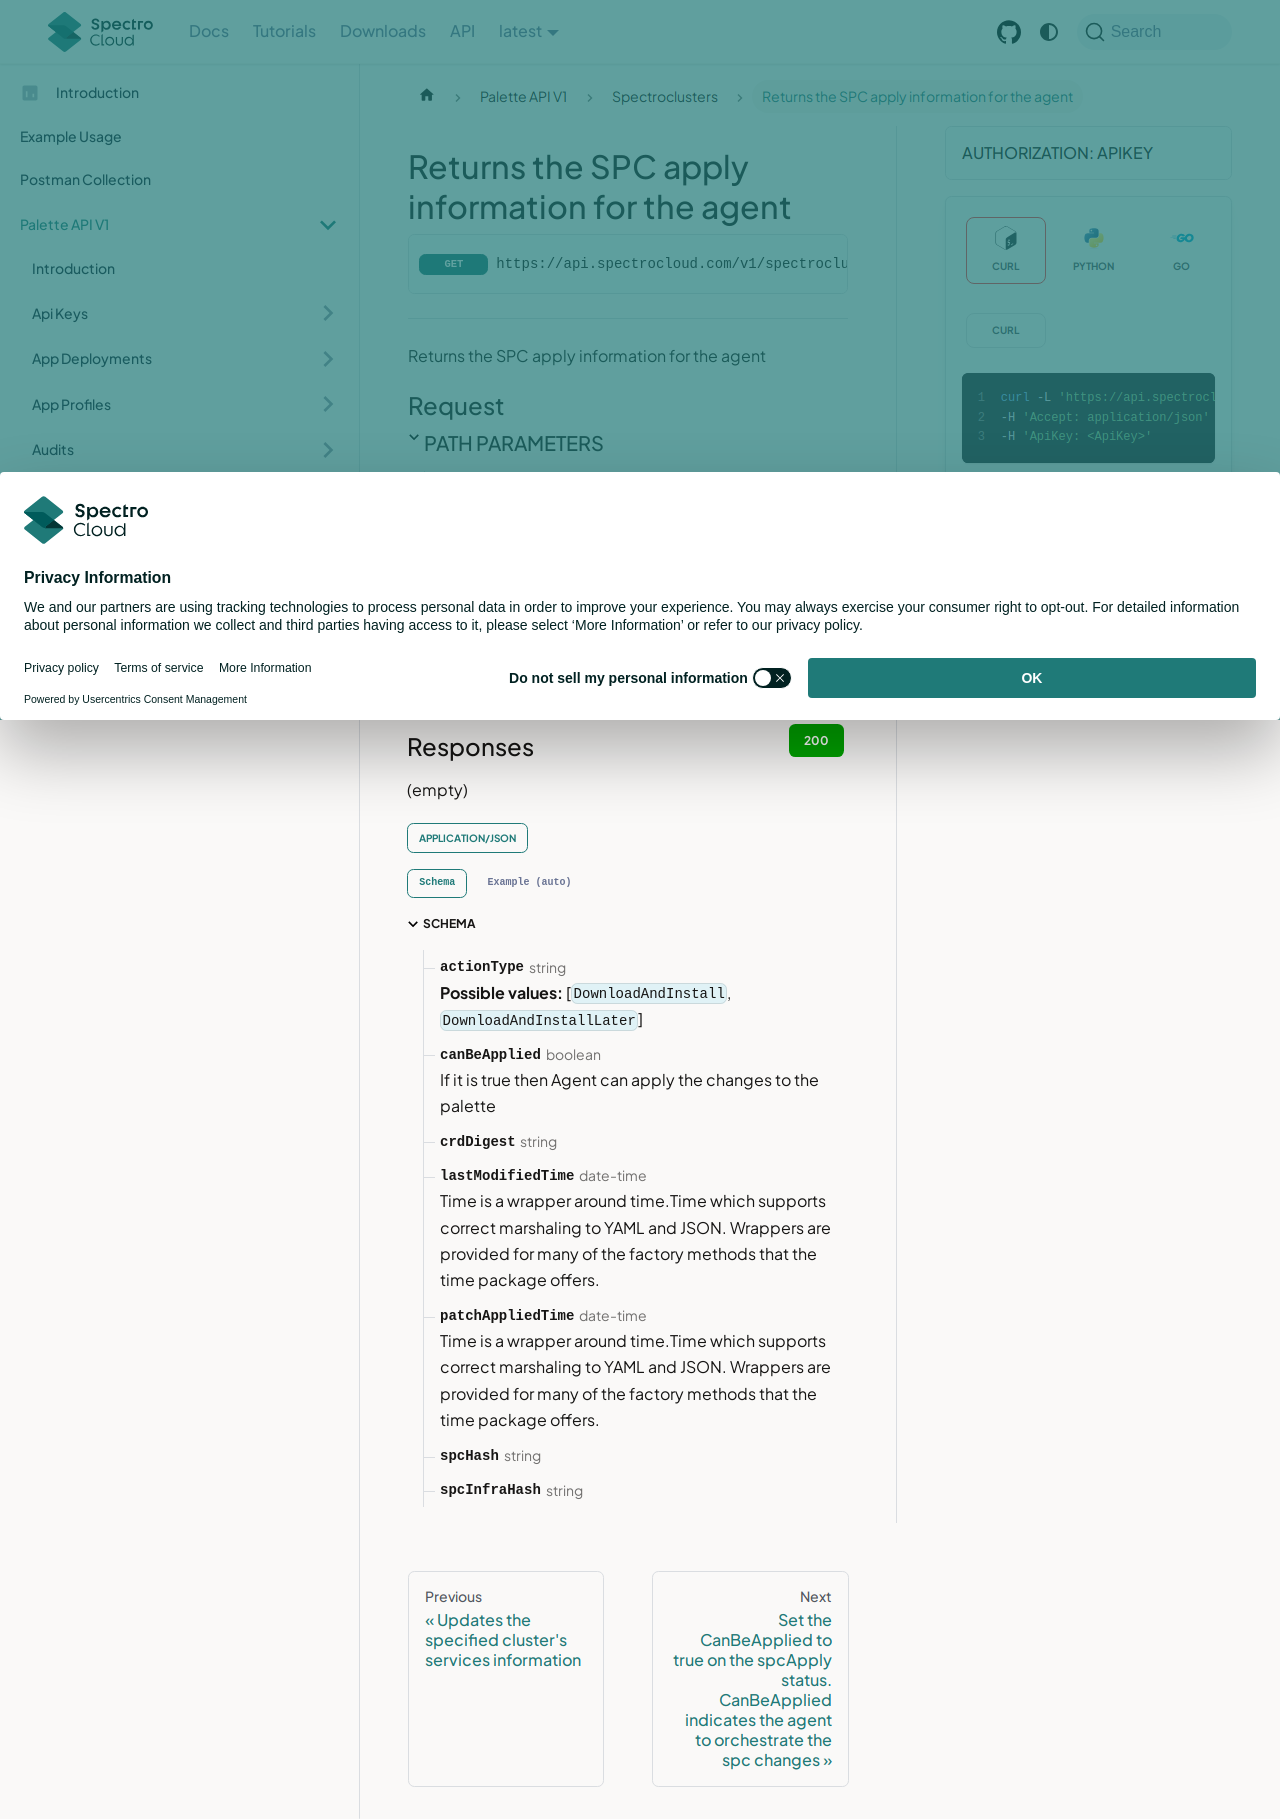 Spectro
Cloud
Docs
Tutorials
Downloads
API
latest
Search
Introduction
Example Usage
Postman Collection
Palette API V1
Introduction
Api Keys
App Deployments
App Profiles
Audits
Palette API V1
Spectroclusters
Returns the SPC apply information for the agent
Returns the SPC apply
information for the agent
GET
https://api.spectrocloud.com/v1/spectroclu
Returns the SPC apply information for the agent
Request
PATH PARAMETERS
AUTHORIZATION: APIKEY
CURL
PYTHON
GO
CURL
1 curl -L 'https://api.spectrocl
2 -H 'Accept: application/json'
3 -H 'ApiKey: <ApiKey>'
Spectro
Cloud
Privacy Information
We and our partners are using tracking technologies to process personal data in order to improve your experience. You may always exercise your consumer right to opt-out. For detailed information
about personal information we collect and third parties having access to it, please select ‘More Information’ or refer to our privacy policy.
Privacy policy
Terms of service
More Information
Powered by Usercentrics Consent Management
Do not sell my personal information
OK
Responses
200
(empty)
APPLICATION/JSON
Schema
Example (auto)
SCHEMA
actionType string
Possible values: [DownloadAndInstall,
DownloadAndInstallLater]
canBeApplied boolean
If it is true then Agent can apply the changes to the
palette
crdDigest string
lastModifiedTime date-time
Time is a wrapper around time.Time which supports
correct marshaling to YAML and JSON. Wrappers are
provided for many of the factory methods that the
time package offers.
patchAppliedTime date-time
Time is a wrapper around time.Time which supports
correct marshaling to YAML and JSON. Wrappers are
provided for many of the factory methods that the
time package offers.
spcHash string
spcInfraHash string
Previous
« Updates the
specified cluster's
services information
Next
Set the
CanBeApplied to
true on the spcApply
status.
CanBeApplied
indicates the agent
to orchestrate the
spc changes »